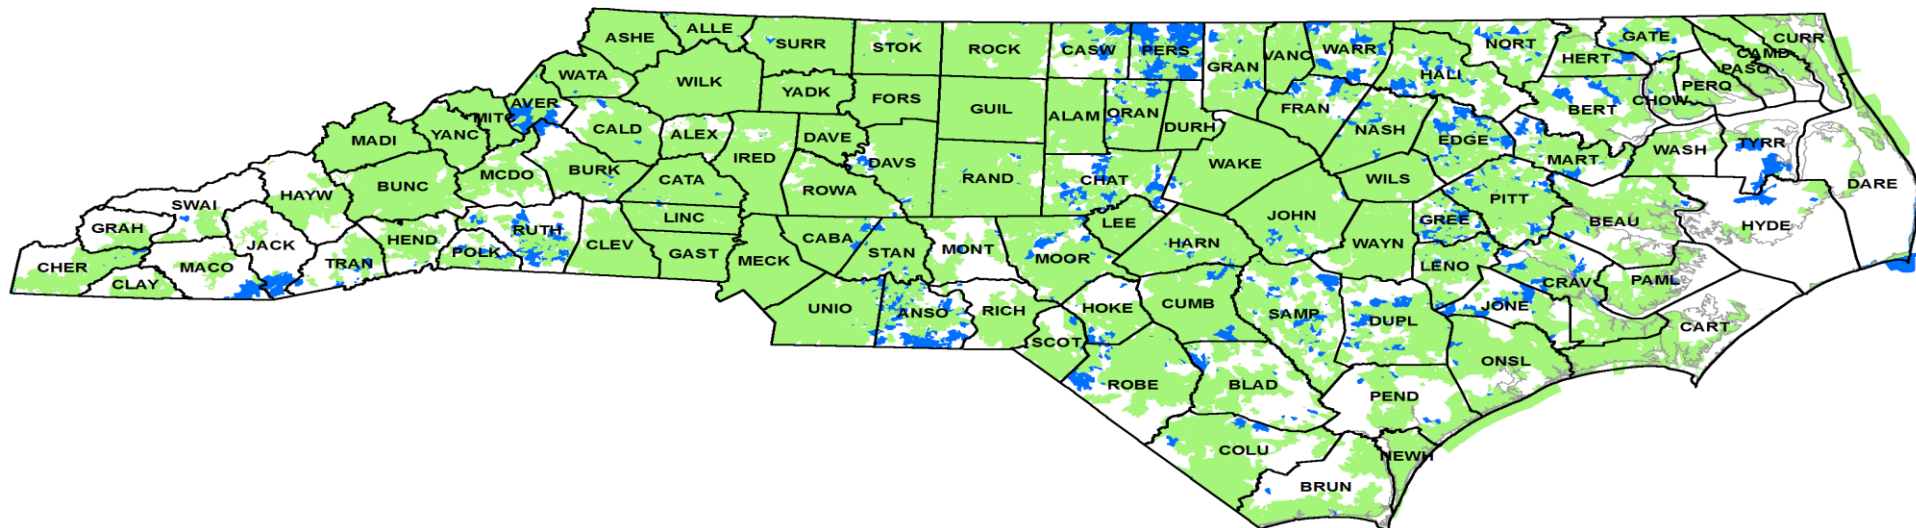 ASHE
ALLE
SURR
STOK
ROCK
CASW
PERS
GRAN
VANC
WARR
NORT
GATE
CURR
CAMD
PASQ
HERT
PERQ
CHOW
WATA
WILK
YADK
FORS
GUIL
ALAM
ORAN
DURH
FRAN
HALI
BERT
MITC
AVER
CALD
ALEX
DAVE
IRED
DAVS
NASH
EDGE
MART
WASH
TYRR
MADI
YANC
MCDO
BURK
CATA
ROWA
RAND
CHAT
WAKE
WILS
PITT
BEAU
HYDE
DARE
BUNC
HAYW
SWAI
GRAH
JACK
HEND
RUTH
CLEV
LINC
CABA
STAN
MONT
LEE
HARN
JOHN
WAYN
GREE
CHER
MACO
CLAY
TRAN
POLK
GAST
MECK
MOOR
LENO
CRAV
PAML
UNIO
ANSO
RICH
HOKE
CUMB
SAMP
DUPL
JONE
CART
SCOT
ROBE
BLAD
PEND
ONSL
COLU
NEWH
BRUN